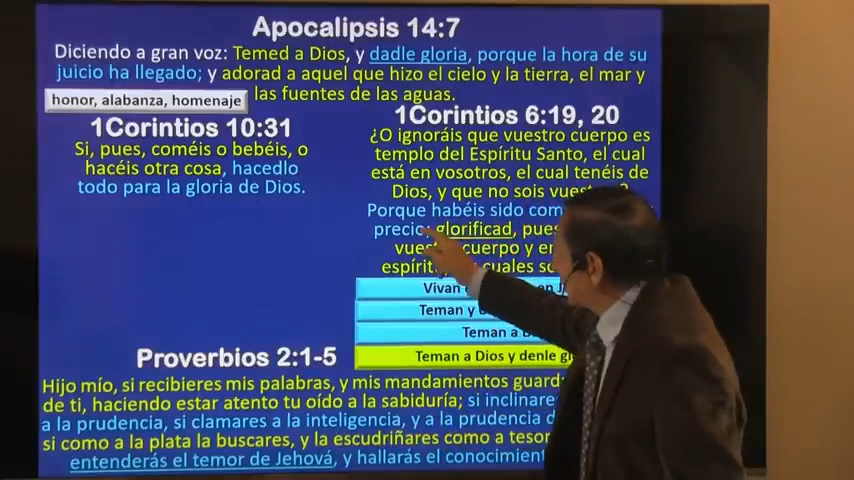 Apocalipsis 14:7
Diciendo a gran voz: Temed a Dios, y dadle gloria, porque la hora de su
juicio ha llegado; y adorad a aquel que hizo el cielo y la tierra, el mar y
las fuentes de las aguas.
honor, alabanza, homenaje
1Corintios 10:31
Si, pues, coméis o bebéis, o
hacéis otra cosa, hacedlo
todo para la gloria de Dios.
1Corintios 6:19, 20
¿O ignoráis que vuestro cuerpo es
templo del Espíritu Santo, el cual
está en vosotros, el cual tenéis de
Dios, y que no sois
Porque habéis sido
precio; glorificad,
cuerpo y
cuales
Vivan
Teman y
Teman a
Teman a Dios y denle
Proverbios 2:1-5
Hijo mío, si recibieres mis palabras, y mis mandamientos
de ti, haciendo estar atento tu oído a la sabiduría; si inclinares
a la prudencia, si clamares a la inteligencia, y a la prudencia
si como a la plata la buscares, y la escudriñares como a
entenderás el temor de Jehová, y hallarás el